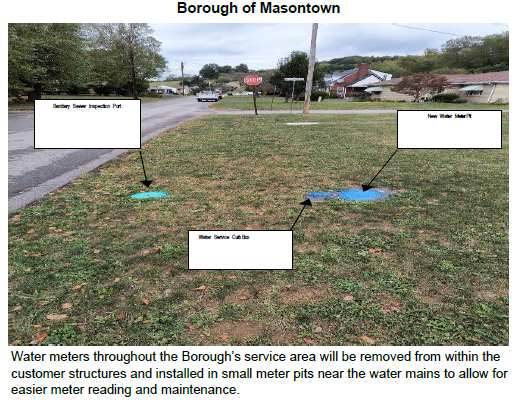 Borough of Masontown
Sanitary Sewer Inspection Port
STOP
New Water Meter Pit
Water Service Curb Box
Water meters throughout the Borough's service area will be removed from within the
customer structures and installed in small meter pits near the water mains to allow for
easier meter reading and maintenance.